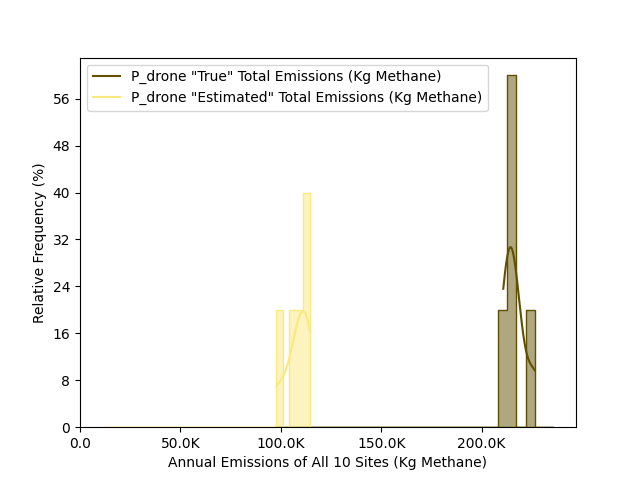 P_drone "True" Total Emissions (Kg Methane)
P_drone "Estimated" Total Emissions (Kg Methane)
Relative Frequency (%)
56
48
40
32
24
16
8
0
0.0 50.0K 100.0K 150.0K 200.0K
Annual Emissions of All 10 Sites (Kg Methane)